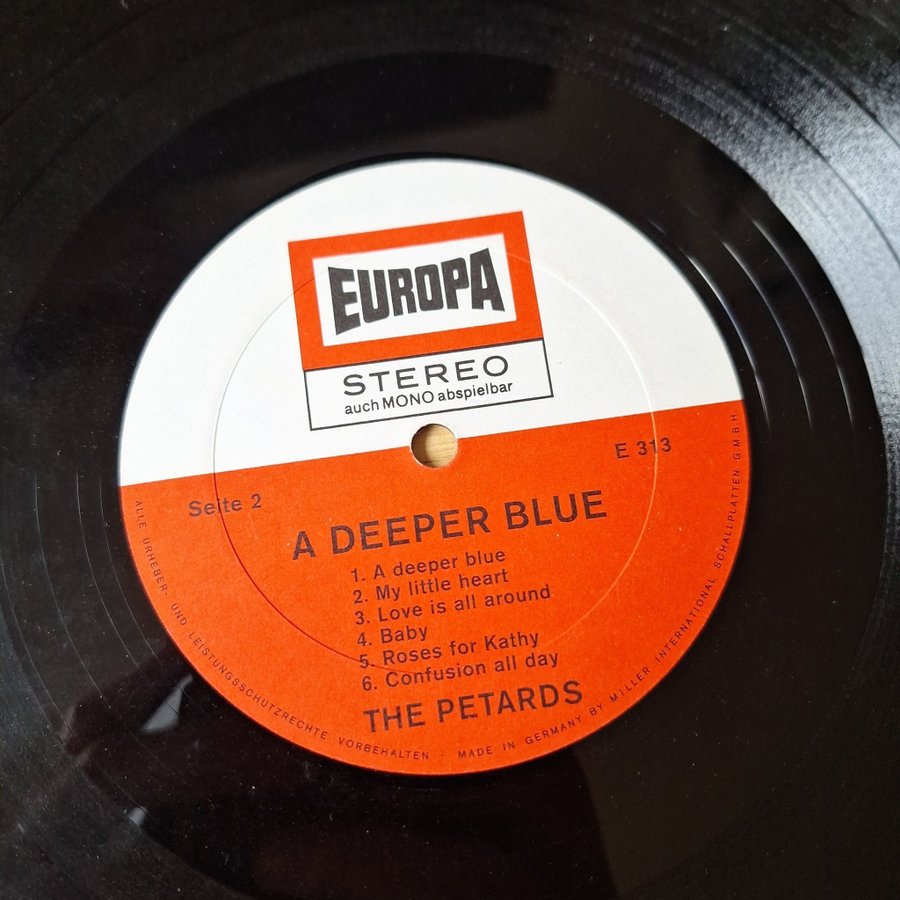 EUROPA
STEREO
auch MONO abspielbar
E 313
Seite 2
A DEEPER BLUE
1. A deeper blue
2. My little heart
3. Love is all around
4. Baby
5. Roses for Kathy
6. Confusion all day
THE PETARDS
ALLE URHEBER- UND LEISTUNGSSCHUTZRECHTE VORBEHALTEN · MADE IN GERMANY BY MILLER INTERNATIONAL SCHALLPLATTEN G.M.B.H